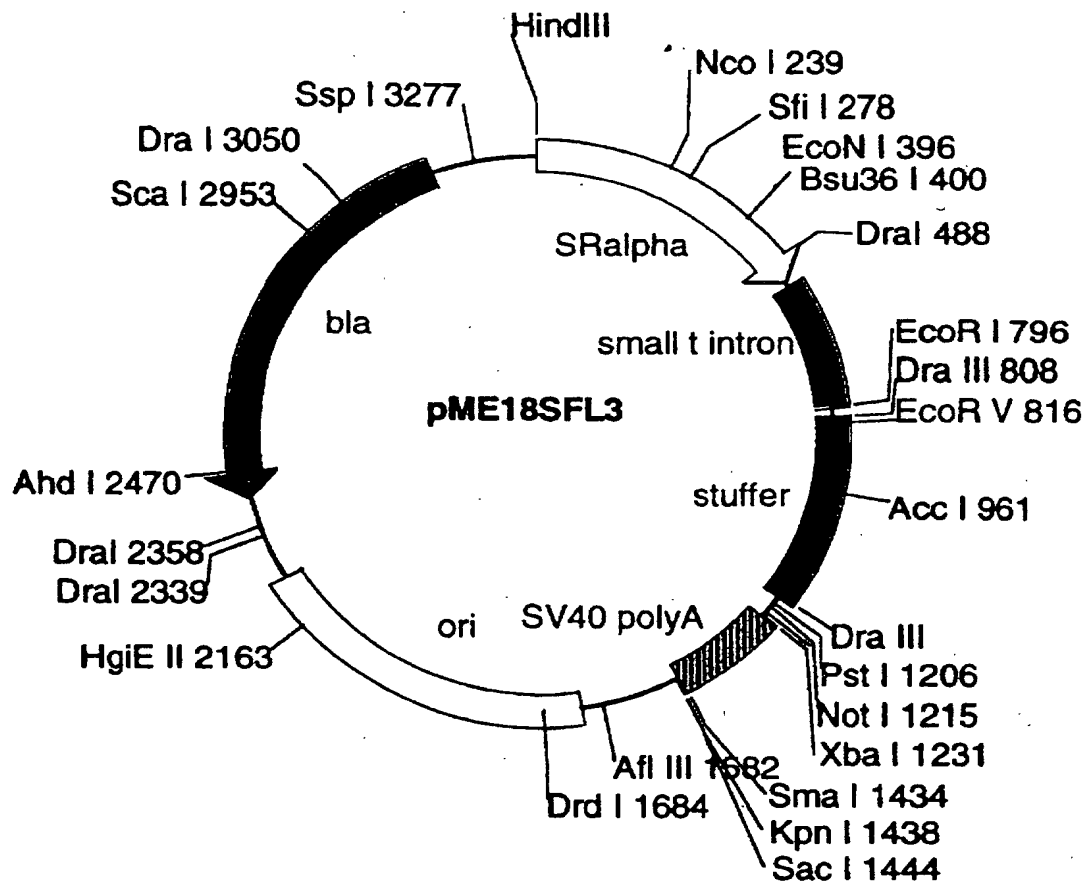 HindIII
Nco I 239
Ssp I 3277
Sfi I 278
Dra I 3050
EcoN I 396
Bsu36 I 400
Sca I 2953
DraI 488
SRalpha
bla
small t intron
EcoR I 796
Dra III 808
pME18SFL3
EcoR V 816
Ahd I 2470
stuffer
Acc I 961
DraI 2358
DraI 2339
ori
SV40 polyA
HgiE II 2163
Dra III
Pst I 1206
Not I 1215
Xba I 1231
Afl III 1682
Drd I 1684
Sma I 1434
Kpn I 1438
Sac I 1444